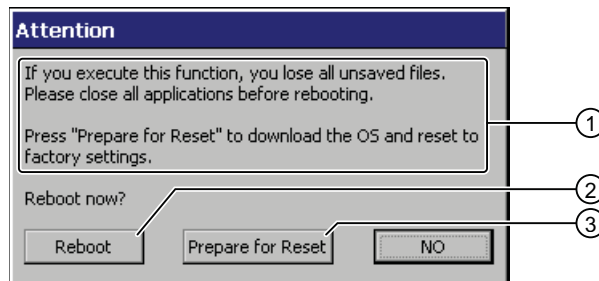 Attention
If you execute this function, you lose all unsaved files.
Please close all applications before rebooting.
Press "Prepare for Reset" to download the OS and reset to
factory settings.
1
Reboot now?
2
3
Reboot Prepare for Reset NO